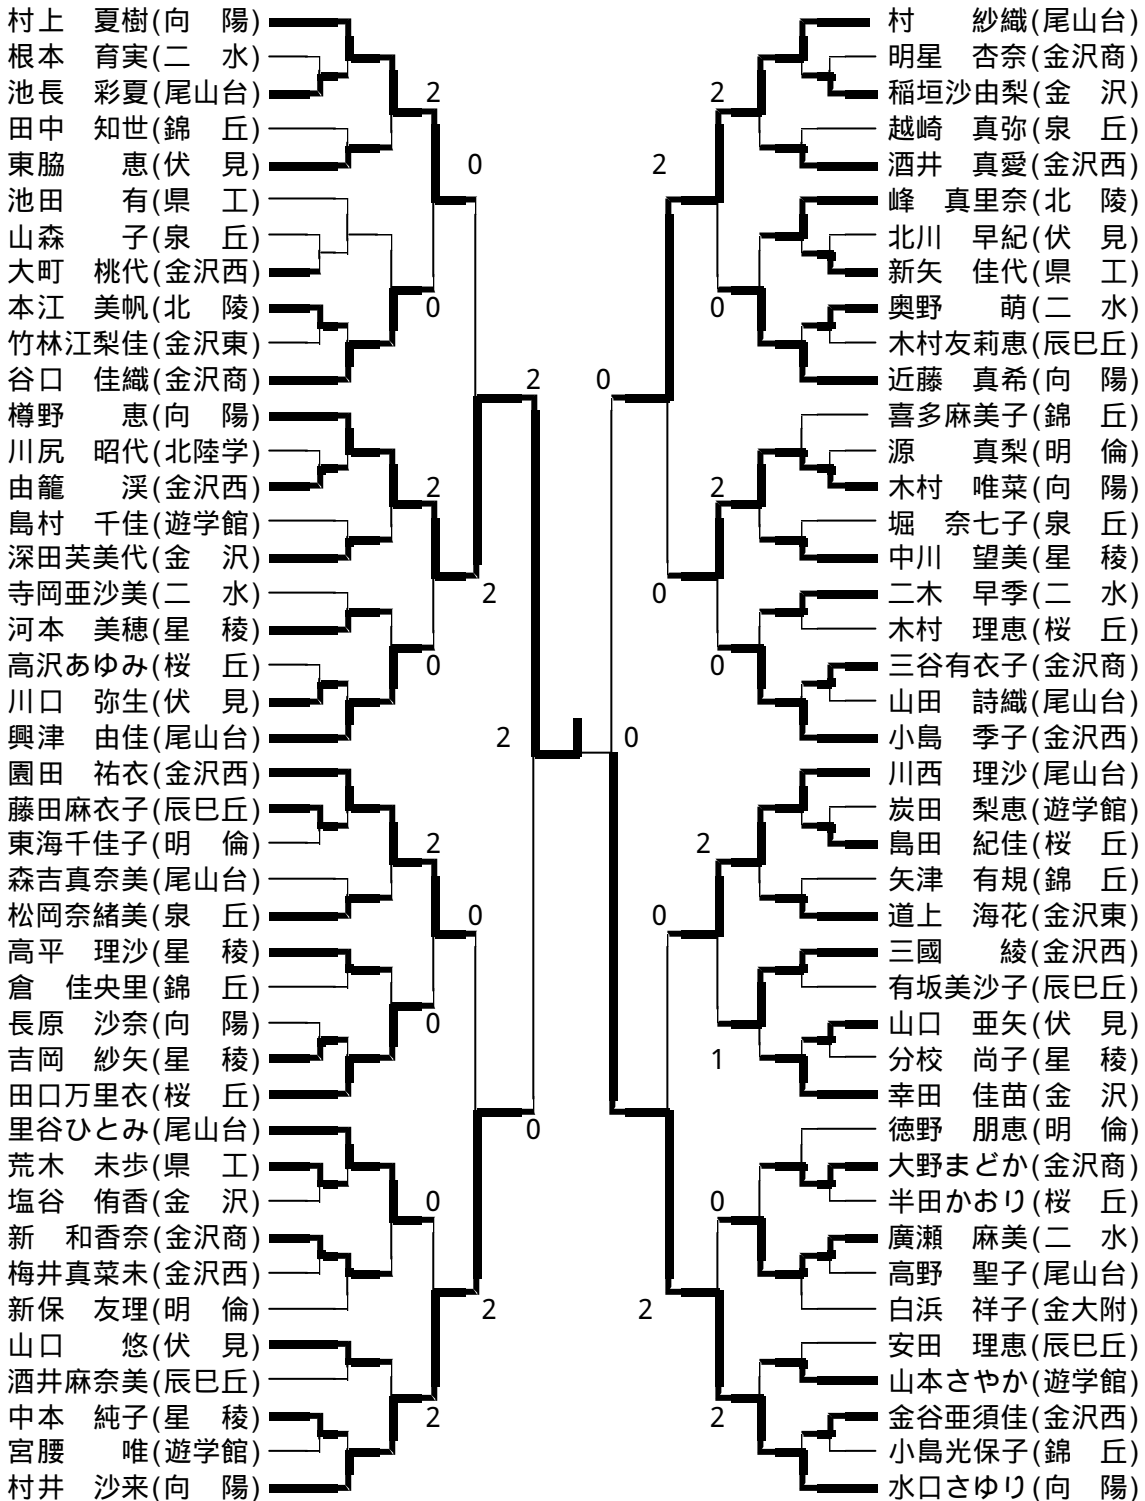 村上　夏樹(向　陽)
根本　育実(二　水)
池長　彩夏(尾山台)
田中　知世(錦　丘)
東脇　　恵(伏　見)
池田　　有(県　工)
山森　　子(泉　丘)
大町　桃代(金沢西)
本江　美帆(北　陵)
竹林江梨佳(金沢東)
谷口　佳織(金沢商)
樽野　　恵(向　陽)
川尻　昭代(北陸学)
由籠　　渓(金沢西)
島村　千佳(遊学館)
深田芙美代(金　沢)
寺岡亜沙美(二　水)
河本　美穂(星　稜)
高沢あゆみ(桜　丘)
川口　弥生(伏　見)
興津　由佳(尾山台)
園田　祐衣(金沢西)
藤田麻衣子(辰巳丘)
東海千佳子(明　倫)
森吉真奈美(尾山台)
松岡奈緒美(泉　丘)
高平　理沙(星　稜)
倉　佳央里(錦　丘)
長原　沙奈(向　陽)
吉岡　紗矢(星　稜)
田口万里衣(桜　丘)
里谷ひとみ(尾山台)
荒木　未歩(県　工)
塩谷　侑香(金　沢)
新　和香奈(金沢商)
梅井真菜未(金沢西)
新保　友理(明　倫)
山口　　悠(伏　見)
酒井麻奈美(辰巳丘)
中本　純子(星　稜)
宮腰　　唯(遊学館)
村井　沙来(向　陽)
2
0
0
2
2
2
0
2
2
0
0
0
0
2
2
2
2
0
0
2
0
0
0
2
0
1
0
2
2
村　　紗織(尾山台)
明星　杏奈(金沢商)
稲垣沙由梨(金　沢)
越崎　真弥(泉　丘)
酒井　真愛(金沢西)
峰　真里奈(北　陵)
北川　早紀(伏　見)
新矢　佳代(県　工)
奥野　　萌(二　水)
木村友莉恵(辰巳丘)
近藤　真希(向　陽)
喜多麻美子(錦　丘)
源　　真梨(明　倫)
木村　唯菜(向　陽)
堀　奈七子(泉　丘)
中川　望美(星　稜)
二木　早季(二　水)
木村　理恵(桜　丘)
三谷有衣子(金沢商)
山田　詩織(尾山台)
小島　季子(金沢西)
川西　理沙(尾山台)
炭田　梨恵(遊学館)
島田　紀佳(桜　丘)
矢津　有規(錦　丘)
道上　海花(金沢東)
三國　　綾(金沢西)
有坂美沙子(辰巳丘)
山口　亜矢(伏　見)
分校　尚子(星　稜)
幸田　佳苗(金　沢)
徳野　朋恵(明　倫)
大野まどか(金沢商)
半田かおり(桜　丘)
廣瀬　麻美(二　水)
高野　聖子(尾山台)
白浜　祥子(金大附)
安田　理恵(辰巳丘)
山本さやか(遊学館)
金谷亜須佳(金沢西)
小島光保子(錦　丘)
水口さゆり(向　陽)